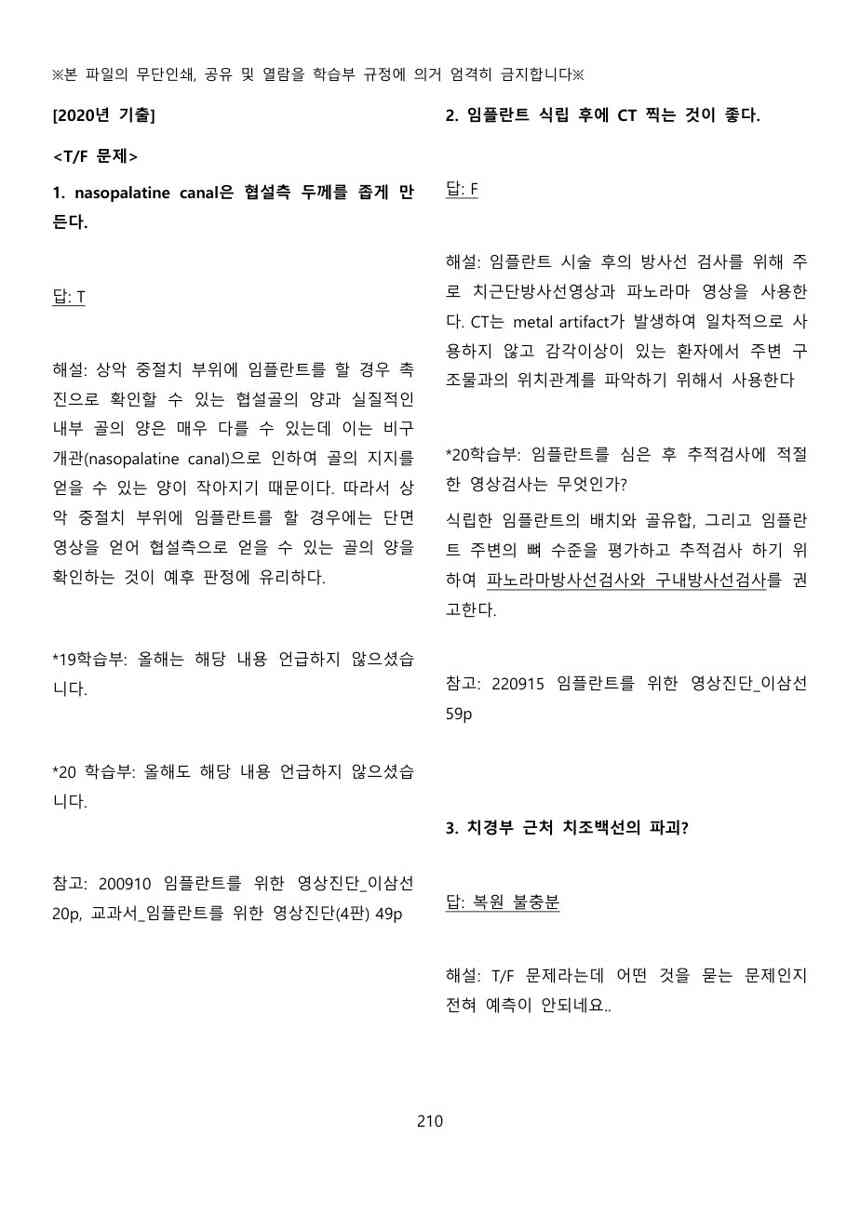 ※본 파일의 무단인쇄, 공유 및 열람을 학습부 규정에 의거 엄격히 금지합니다※
[2020년 기출]
<T/F 문제>
1. nasopalatine canal은 협설측 두께를 좁게 만
든다.
답: T
해설: 상악 중절치 부위에 임플란트를 할 경우 촉
진으로 확인할 수 있는 협설골의 양과 실질적인
내부 골의 양은 매우 다를 수 있는데 이는 비구
개관(nasopalatine canal)으로 인하여 골의 지지를
얻을 수 있는 양이 작아지기 때문이다. 따라서 상
악 중절치 부위에 임플란트를 할 경우에는 단면
영상을 얻어 협설측으로 얻을 수 있는 골의 양을
확인하는 것이 예후 판정에 유리하다.
*19학습부: 올해는 해당 내용 언급하지 않으셨습
니다.
*20 학습부: 올해도 해당 내용 언급하지 않으셨습
니다.
참고: 200910 임플란트를 위한 영상진단_이삼선
20p, 교과서_임플란트를 위한 영상진단(4판) 49p
2. 임플란트 식립 후에 CT 찍는 것이 좋다.
답: F
해설: 임플란트 시술 후의 방사선 검사를 위해 주
로 치근단방사선영상과 파노라마 영상을 사용한
다. CT는 metal artifact가 발생하여 일차적으로 사
용하지 않고 감각이상이 있는 환자에서 주변 구
조물과의 위치관계를 파악하기 위해서 사용한다
*20학습부: 임플란트를 심은 후 추적검사에 적절
한 영상검사는 무엇인가?
식립한 임플란트의 배치와 골유합, 그리고 임플란
트 주변의 뼈 수준을 평가하고 추적검사 하기 위
하여 파노라마방사선검사와 구내방사선검사를 권
고한다.
참고: 220915 임플란트를 위한 영상진단_이삼선
59p
3. 치경부 근처 치조백선의 파괴?
답: 복원 불충분
해설: T/F 문제라는데 어떤 것을 묻는 문제인지
전혀 예측이 안되네요..
210